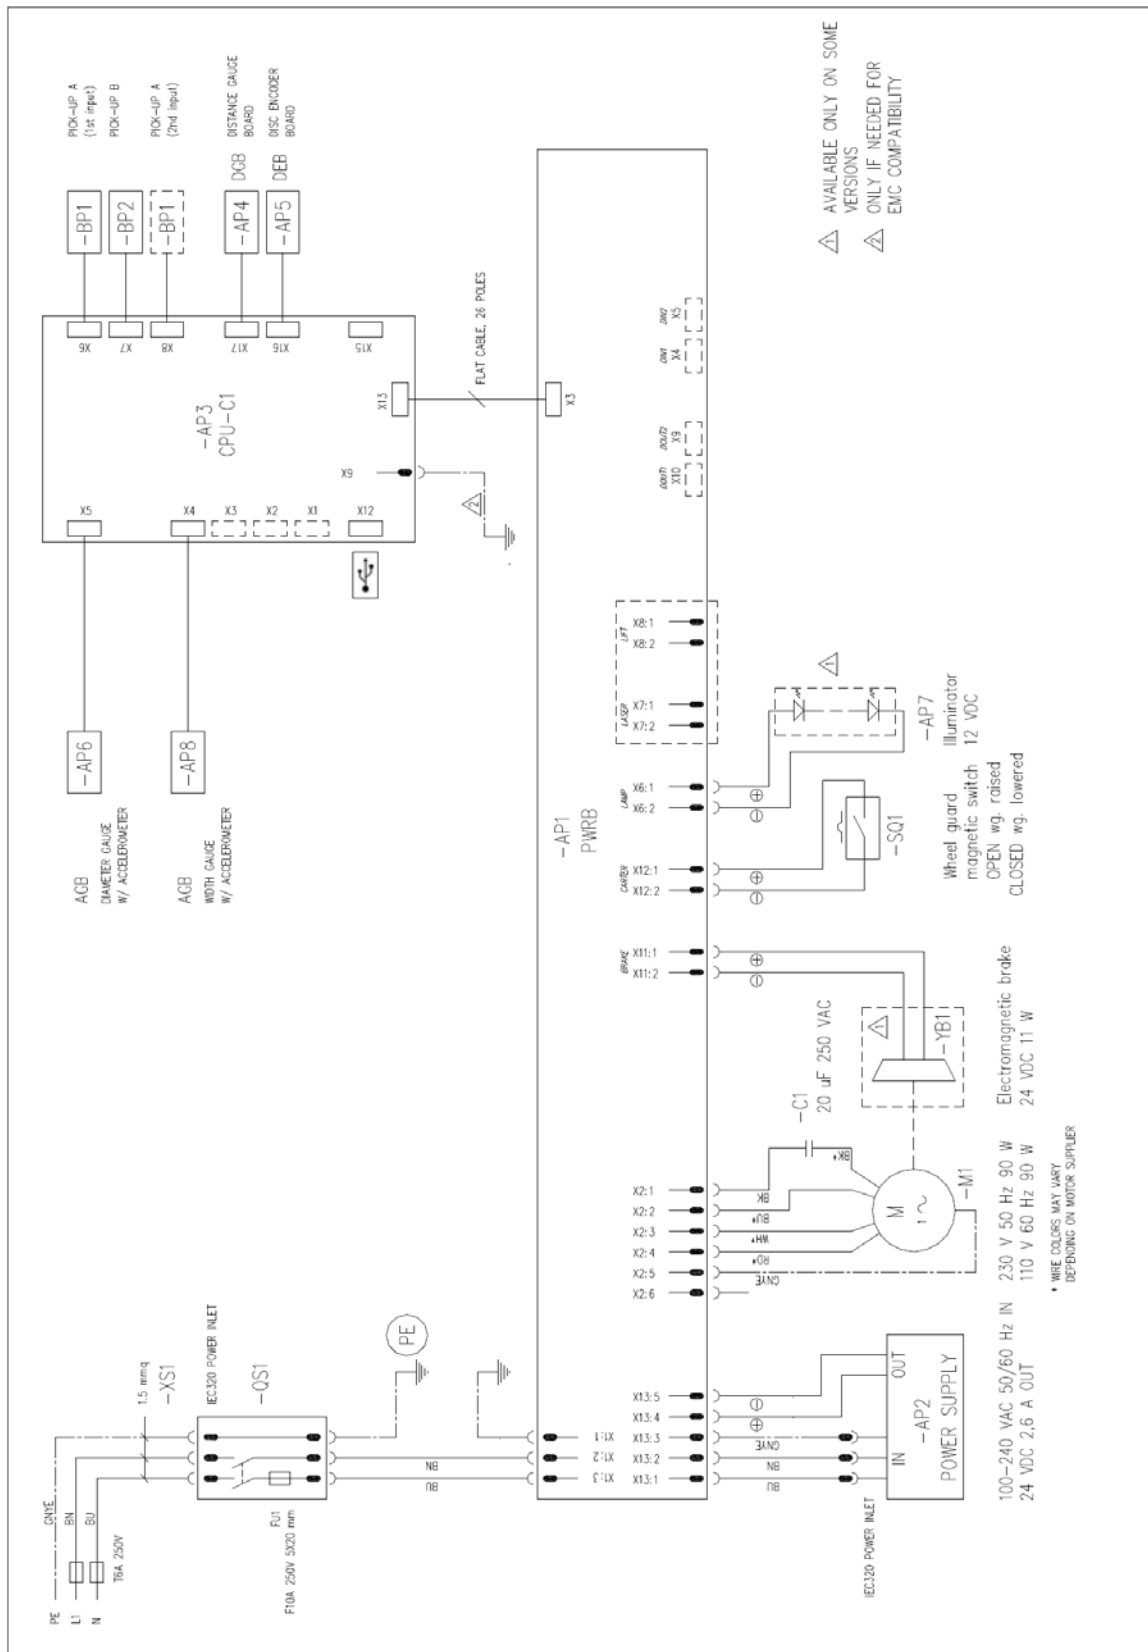 PICK-UP A
(1st input)
PICK-UP B
PICK-UP A
(2nd input)
DISTANCE GAUGE
BOARD
DISC ENCODER
BOARD
DGB
DEB
-BP1
-BP2
-BP1
-AP4
-AP5
X6
X7
X8
X17
X16
X15
-AP3
CPU-C1
X13
X9
X5
X4
X3
X2
X1
X12
2
FLAT CABLE, 26 POLES
X3
-AP6
-AP8
AGB
DIAMETER GAUGE
W/ ACCELEROMETER
AGB
WIDTH GAUGE
W/ ACCELEROMETER
1
AVAILABLE ONLY ON SOME
VERSIONS
2
ONLY IF NEEDED FOR
EMC COMPATIBILITY
DIN2
X5
DIN1
X4
DOUT2
X9
DOUT1
X10
LIFT
X8:1
X8:2
LASER
X7:1
X7:2
LAMP
X6:1
X6:2
CARTER
X12:1
X12:2
BRAKE
X11:1
X11:2
-AP1
PWRB
1
-AP7
Illuminator
12 VDC
-SQ1
Wheel guard
magnetic switch
OPEN wg. raised
CLOSED wg. lowered
1
-YB1
Electromagnetic brake
24 VDC 11 W
-C1
20 uF 250 VAC
X2:1
X2:2
X2:3
X2:4
X2:5
X2:6
BK
BK*
BU*
WH*
RD*
GNYE
M
1
-M1
230 V 50 Hz 90 W
110 V 60 Hz 90 W
* WIRE COLORS MAY VARY
DEPENDING ON MOTOR SUPPLIER
X13:5
X13:4
X13:3
X13:2
X13:1
GNYE
BN
BU
OUT
IN
-AP2
POWER SUPPLY
IEC320 POWER INLET
100-240 VAC 50/60 Hz IN
24 VDC 2,6 A OUT
X1:1
X1:2
X1:3
BN
BU
PE
IEC320 POWER INLET
-XS1
-QS1
1.5 mmq
FU1
F10A 250V 5X20 mm
GNYE
BN
BU
T6A 250V
PE
L1
N